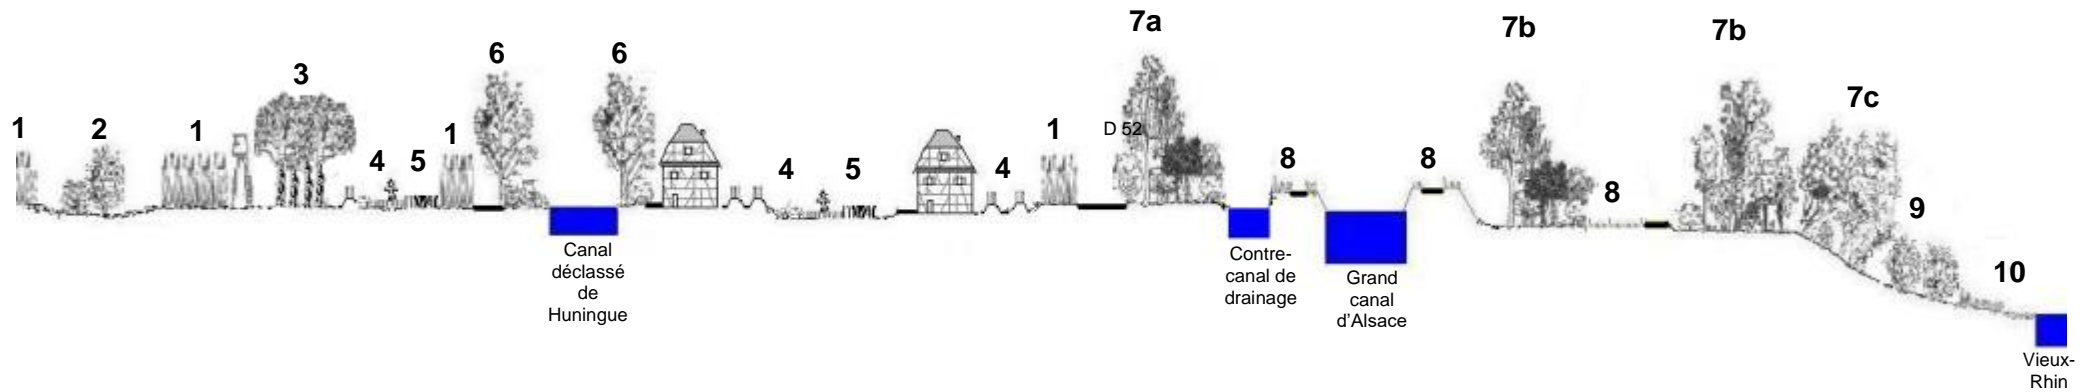 7a
7b
7b
6
6
3
7c
1
2
1
1
1
D 52
4
5
4
5
4
8
8
8
9
10
Canal
déclassé
de
Huningue
Contre-
canal de
drainage
Grand
canal
d'Alsace
Vieux-
Rhin